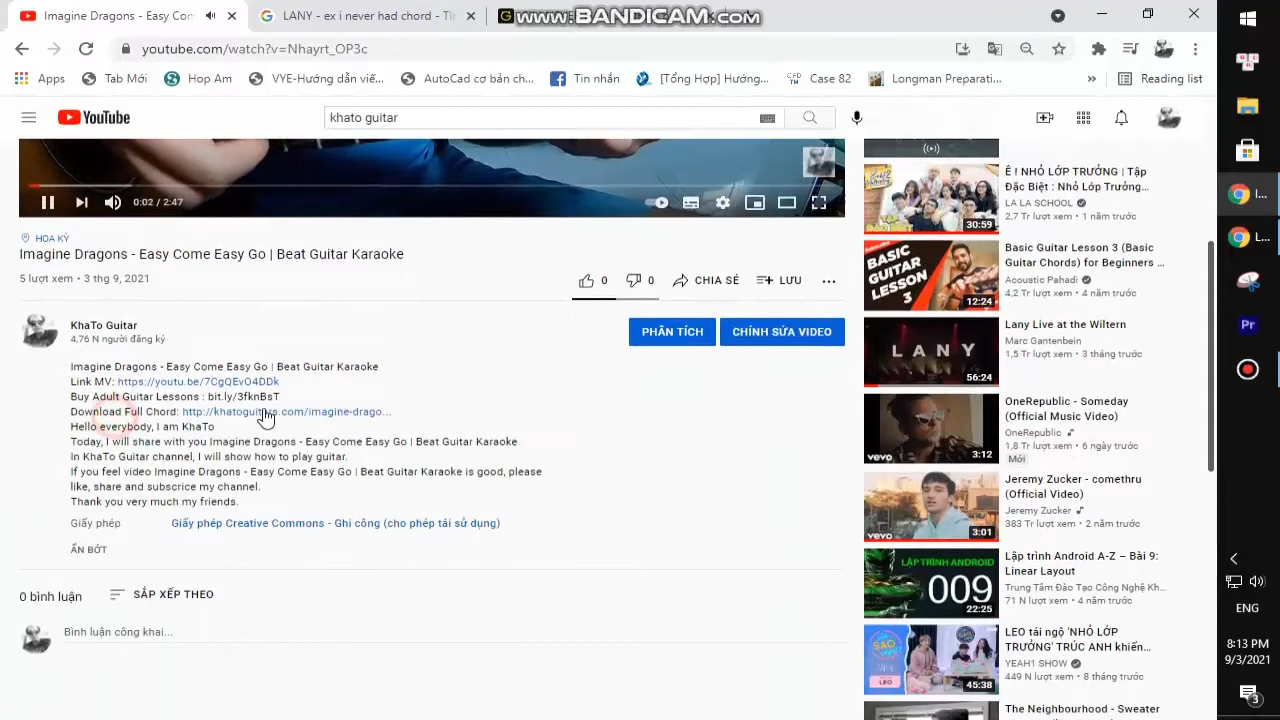 Imagine Dragons - Easy Com
LANY - ex i never had chord - T
www.BANDICAM.com
youtube.com/watch?v=Nhayrt_OP3c
Apps
Tab Mới
Hop Am
VYE-Hướng dẫn viế...
AutoCad cơ bản ch...
Tin nhắn
[Tổng Hợp] Hướng...
Case 82
Longman Preparati...
»
Reading list
YouTube
khato guitar
0:02 / 2:47
HOA KỲ
Imagine Dragons - Easy Come Easy Go | Beat Guitar Karaoke
5 lượt xem • 3 thg 9, 2021
0
0
CHIA SẺ
LƯU
KhaTo Guitar
4,76 N người đăng ký
PHÂN TÍCH
CHỈNH SỬA VIDEO
Imagine Dragons - Easy Come Easy Go | Beat Guitar Karaoke
Link MV: https://youtu.be/7CgQEvO4DDk
Buy Adult Guitar Lessons : bit.ly/3fknBsT
Download Full Chord: http://khatoguitar.com/imagine-drago...
Hello everybody, I am KhaTo
Today, I will share with you Imagine Dragons - Easy Come Easy Go | Beat Guitar Karaoke
In KhaTo Guitar channel, I will show how to play guitar.
If you feel video Imagine Dragons - Easy Come Easy Go | Beat Guitar Karaoke is good, please
like, share and subscrice my channel.
Thank you very much my friends.
Giấy phép
Giấy phép Creative Commons - Ghi công (cho phép tái sử dụng)
ẨN BỚT
0 bình luận
SẮP XẾP THEO
Bình luận công khai...
30:59
Ê ! NHỎ LỚP TRƯỞNG | Tập
Đặc Biệt : Nhỏ Lớp Trưởng...
LA LA SCHOOL
2,7 Tr lượt xem • 1 năm trước
BASIC
GUITAR
LESSON
3
12:24
Basic Guitar Lesson 3 (Basic
Guitar Chords) for Beginners ...
Acoustic Pahadi
4,2 Tr lượt xem • 4 năm trước
LANY
56:24
Lany Live at the Wiltern
Marc Gantenbein
1,5 Tr lượt xem • 3 tháng trước
vevo
3:12
OneRepublic - Someday
(Official Music Video)
OneRepublic
1,8 Tr lượt xem • 6 ngày trước
Mới
vevo
3:01
Jeremy Zucker - comethru
(Official Video)
Jeremy Zucker
383 Tr lượt xem • 2 năm trước
LẬP TRÌNH ANDROID
009
22:25
Lập trình Android A-Z – Bài 9:
Linear Layout
Trung Tâm Đào Tạo Công Nghệ Kh...
71 N lượt xem • 4 năm trước
LEO
45:38
LEO tái ngộ 'NHỎ LỚP
TRƯỞNG' TRÚC ANH khiến...
YEAH1 SHOW
449 N lượt xem • 8 tháng trước
The Neighbourhood - Sweater
I...
L...
Pr
ENG
8:13 PM
9/3/2021
3